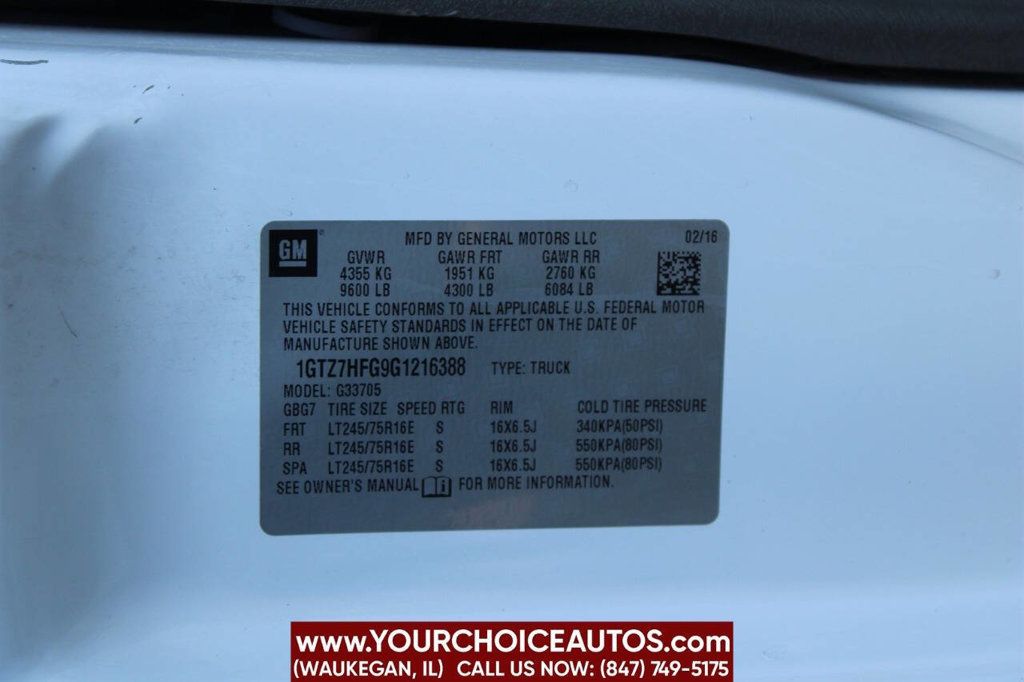 GM MFD BY GENERAL MOTORS LLC 02/16
GVWR GAWR FRT GAWR RR
4355 KG 1951 KG 2760 KG
9600 LB 4300 LB 6084 LB
THIS VEHICLE CONFORMS TO ALL APPLICABLE U.S. FEDERAL MOTOR
VEHICLE SAFETY STANDARDS IN EFFECT ON THE DATE OF
MANUFACTURE SHOWN ABOVE.
1GTZ7HFG9G1216388 TYPE: TRUCK
MODEL: G33705
GBG7 TIRE SIZE SPEED RTG RIM COLD TIRE PRESSURE
FRT LT245/75R16E S 16X6.5J 340KPA(50PSI)
RR LT245/75R16E S 16X6.5J 550KPA(80PSI)
SPA LT245/75R16E S 16X6.5J 550KPA(80PSI)
SEE OWNER'S MANUAL FOR MORE INFORMATION.
www.YOURCHOICEAUTOS.com
(WAUKEGAN, IL) CALL US NOW: (847) 749-5175